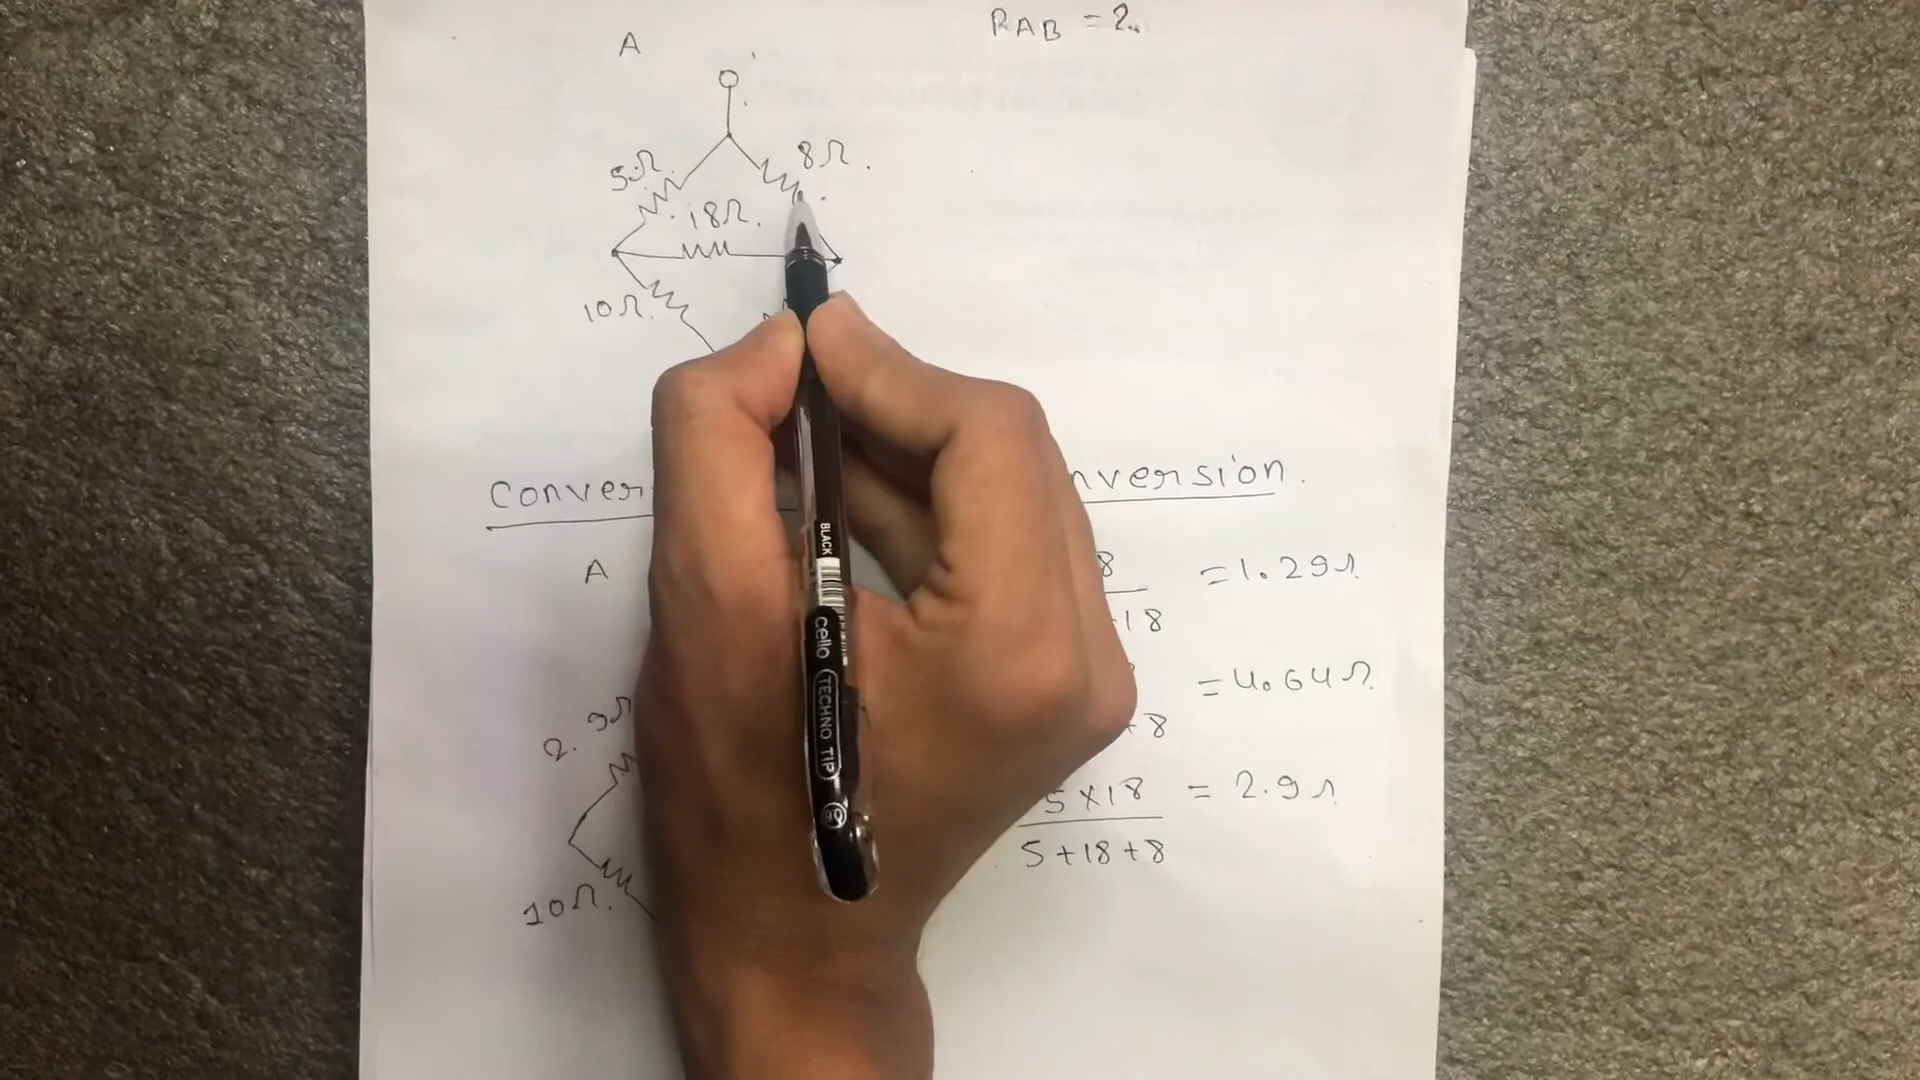 RAB = 2.
A
8Ω.
5Ω.
18Ω.
10Ω.
conver nversion.
A
8 = 1.29Ω
+18
= 4.64Ω.
+8
2. 9Ω
5×18 = 2.9Ω
5+18+8
10Ω.
BLACK
cello TECHNO TIP